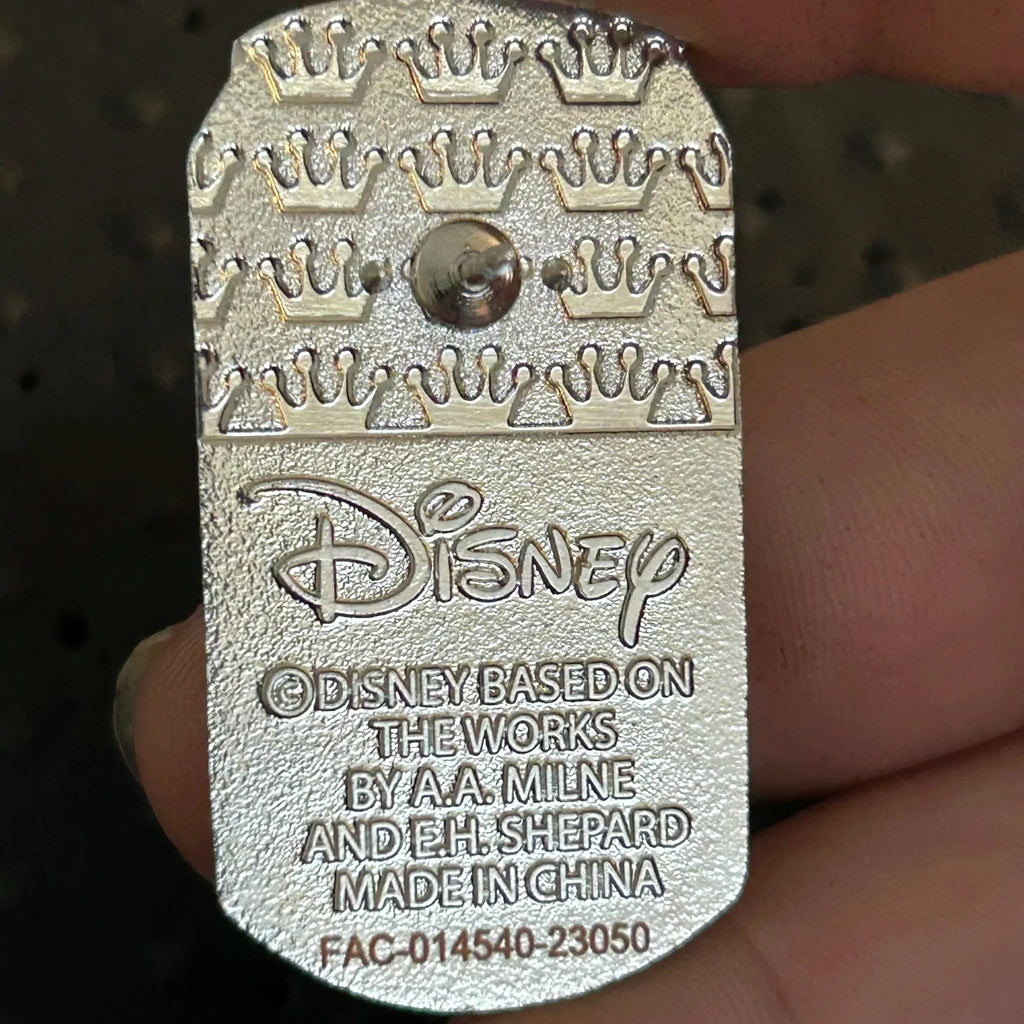 Disney
©DISNEY BASED ON
THE WORKS
BY A.A. MILNE
AND E.H. SHEPARD
MADE IN CHINA
FAC-014540-23050